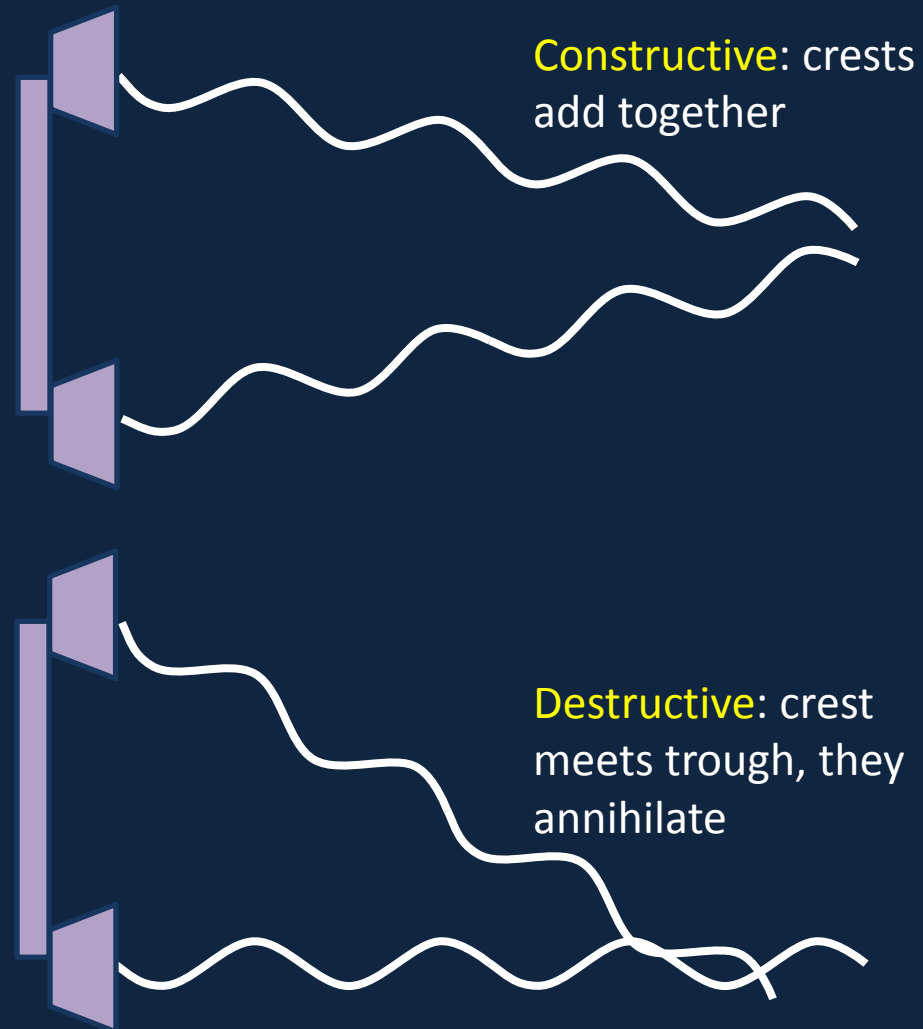 Constructive: crests
add together
Destructive: crest
meets trough, they
annihilate